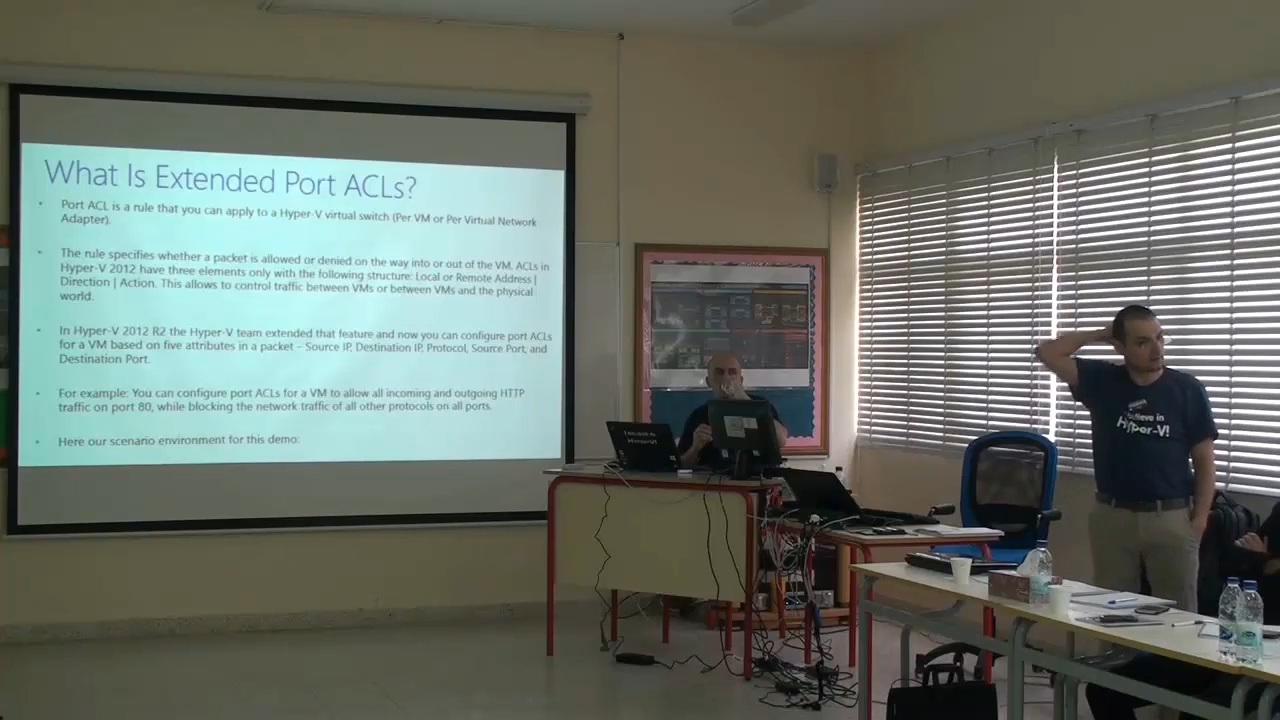 What Is Extended Port ACLs?
• Port ACL is a rule that you can apply to a Hyper-V virtual switch (Per VM or Per Virtual Network
Adapter).
• The rule specifies whether a packet is allowed or denied on the way into or out of the VM. ACLs in
Hyper-V 2012 have three elements only with the following structure: Local or Remote Address |
Direction | Action. This allows to control traffic between VMs or between VMs and the physical
world.
• In Hyper-V 2012 R2 the Hyper-V team extended that feature and now you can configure port ACLs
for a VM based on five attributes in a packet – Source IP, Destination IP, Protocol, Source Port, and
Destination Port.
• For example: You can configure port ACLs for a VM to allow all incoming and outgoing HTTP
traffic on port 80, while blocking the network traffic of all other protocols on all ports.
• Here our scenario environment for this demo:
I believe in
Hyper-V!
believe in
Hyper-V!